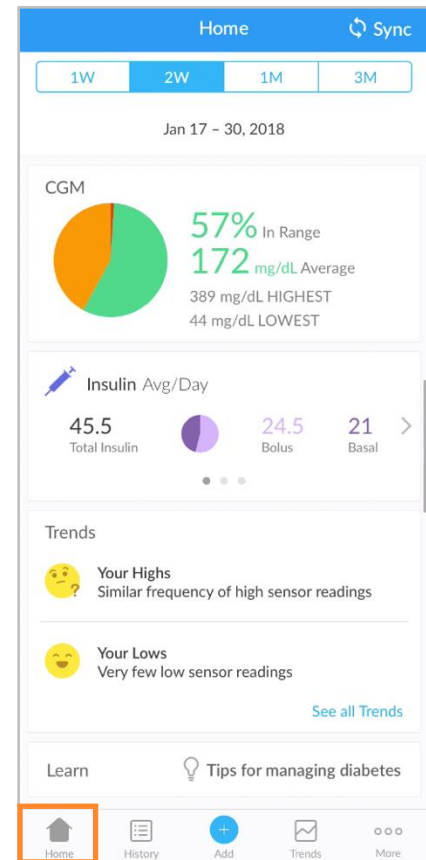 Home
Sync
1W 2W 1M 3M
Jan 17 – 30, 2018
CGM
57% In Range
172 mg/dL Average
389 mg/dL HIGHEST
44 mg/dL LOWEST
Insulin Avg/Day
45.5 24.5 21
Total Insulin Bolus Basal
Trends
Your Highs
Similar frequency of high sensor readings
Your Lows
Very few low sensor readings
See all Trends
Learn Tips for managing diabetes
Home History Add Trends More